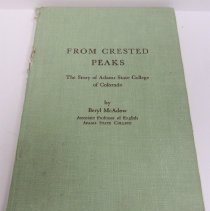 FROM CRESTED
PEAKS
The Story of Adams State College
of Colorado
by
Beryl McAdow
Associate Professor of English
Adams State College